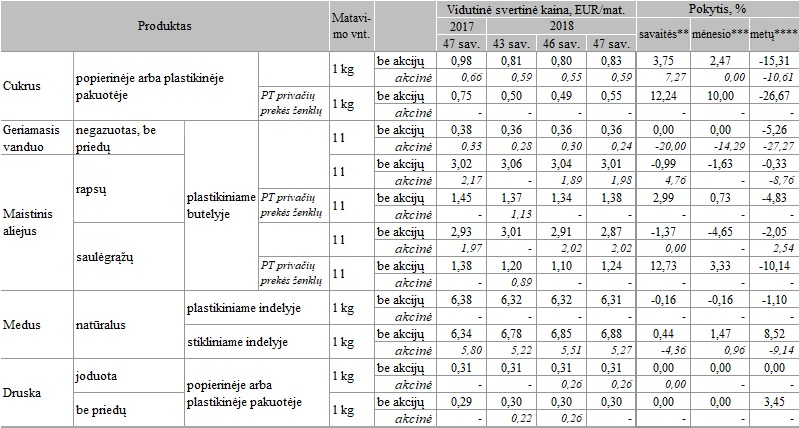 Produktas Matavi- Vidutinė svertinė kaina, EUR/mat. Pokytis, %
mo vnt. 2017 2018 savaitės** mėnesio*** metų****
47 sav. 43 sav. 46 sav. 47 sav.
Cukrus popierinėje arba plastikinėje pakuotėje 1 kg be akcijų 0,98 0,81 0,80 0,83 3,75 2,47 -15,31
akcinė 0,66 0,59 0,55 0,59 7,27 0,00 -10,61
PT privačių prekės ženklų 1 kg be akcijų 0,75 0,50 0,49 0,55 12,24 10,00 -26,67
akcinė - - - - - - -
Geriamasis vanduo negazuotas, be priedų plastikiniame butelyje 1 l be akcijų 0,38 0,36 0,36 0,36 0,00 0,00 -5,26
akcinė 0,33 0,28 0,30 0,24 -20,00 -14,29 -27,27
Maistinis aliejus rapsų 1 l be akcijų 3,02 3,06 3,04 3,01 -0,99 -1,63 -0,33
akcinė 2,17 - 1,89 1,98 4,76 - -8,76
PT privačių prekės ženklų 1 l be akcijų 1,45 1,37 1,34 1,38 2,99 0,73 -4,83
akcinė - 1,13 - - - - -
saulėgrąžų 1 l be akcijų 2,93 3,01 2,91 2,87 -1,37 -4,65 -2,05
akcinė 1,97 - 2,02 2,02 0,00 - 2,54
PT privačių prekės ženklų 1 l be akcijų 1,38 1,20 1,10 1,24 12,73 3,33 -10,14
akcinė - 0,89 - - - - -
Medus natūralus plastikiniame indelyje 1 kg be akcijų 6,38 6,32 6,32 6,31 -0,16 -0,16 -1,10
akcinė - - - - - - -
stikliniame indelyje 1 kg be akcijų 6,34 6,78 6,85 6,88 0,44 1,47 8,52
akcinė 5,80 5,22 5,51 5,27 -4,36 0,96 -9,14
Druska joduota popierinėje arba plastikinėje pakuotėje 1 kg be akcijų 0,31 0,31 0,31 0,31 0,00 0,00 0,00
akcinė - - 0,26 0,26 0,00 - -
be priedų 1 kg be akcijų 0,29 0,30 0,30 0,30 0,00 0,00 3,45
akcinė - 0,22 0,26 - - - -